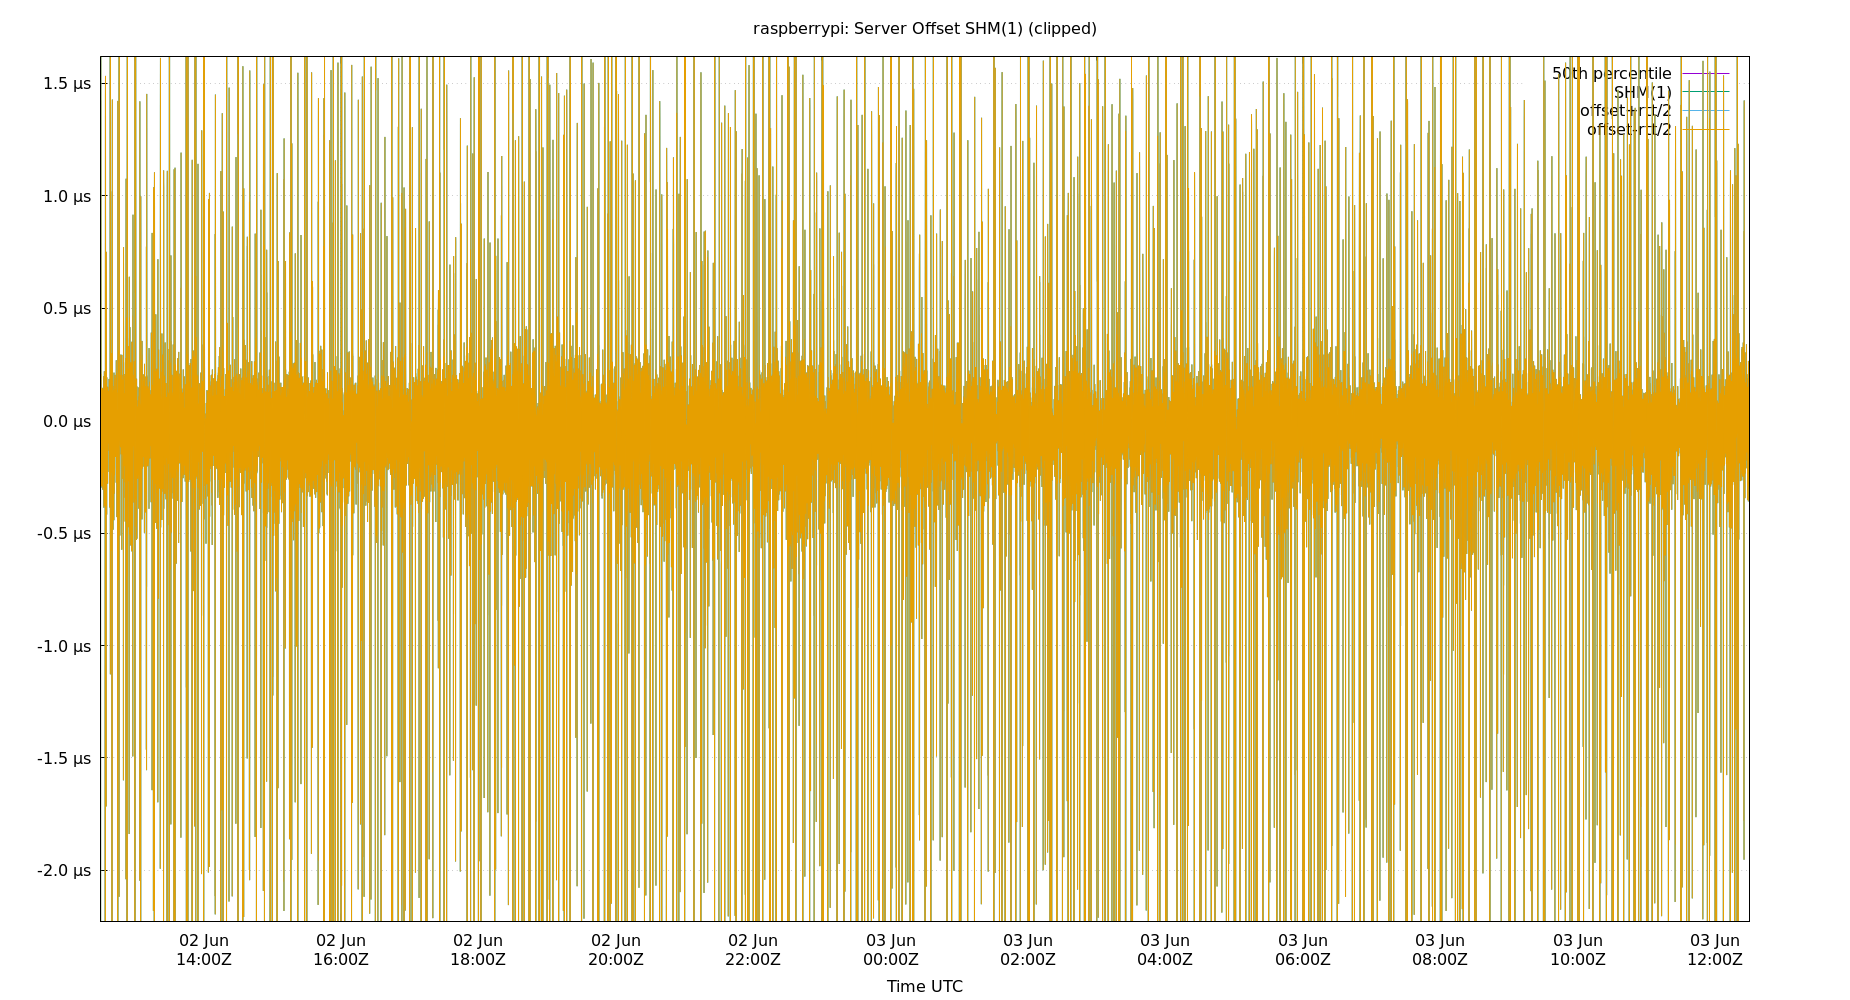 raspberrypi: Server Offset SHM(1) (clipped)
50th percentile
SHM(1)
offset+rtt/2
offset-rtt/2
1.5 µs
1.0 µs
0.5 µs
0.0 µs
-0.5 µs
-1.0 µs
-1.5 µs
-2.0 µs
02 Jun 02 Jun 02 Jun 02 Jun 02 Jun 03 Jun 03 Jun 03 Jun 03 Jun 03 Jun 03 Jun 03 Jun
14:00Z 16:00Z 18:00Z 20:00Z 22:00Z 00:00Z 02:00Z 04:00Z 06:00Z 08:00Z 10:00Z 12:00Z
Time UTC